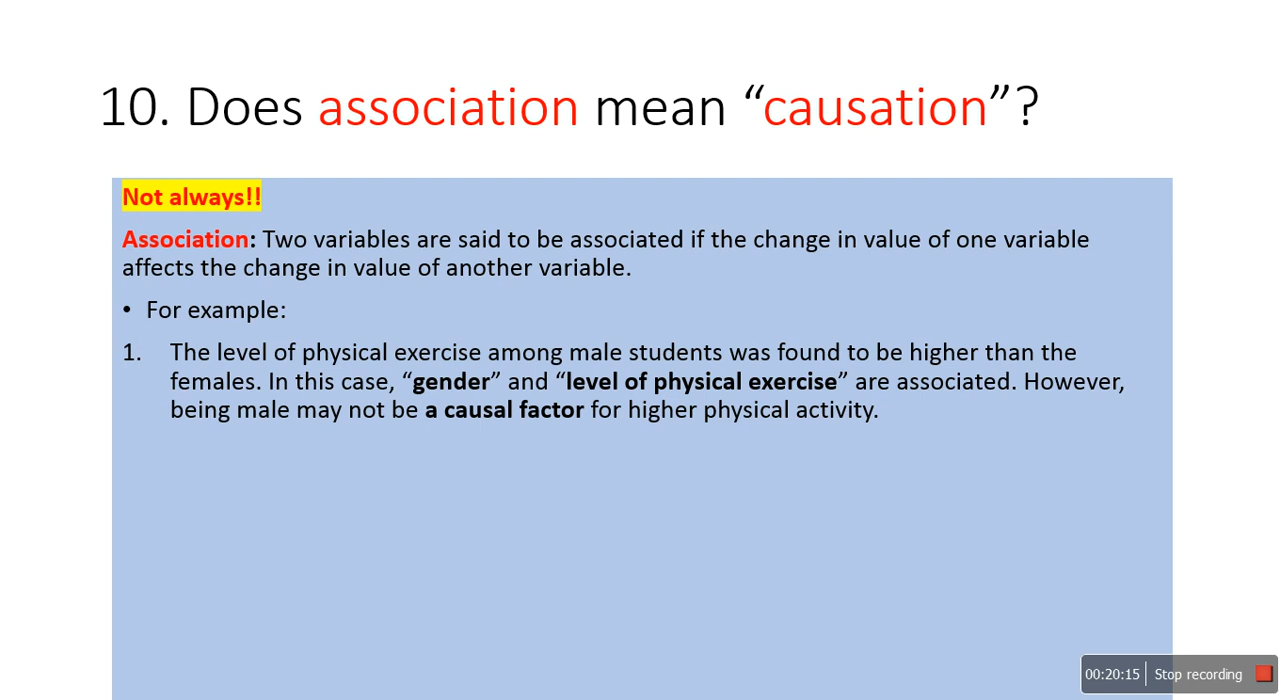 10. Does association mean “causation”?
Not always!!
Association: Two variables are said to be associated if the change in value of one variable
affects the change in value of another variable.
• For example:
1. The level of physical exercise among male students was found to be higher than the
females. In this case, “gender” and “level of physical exercise” are associated. However,
being male may not be a causal factor for higher physical activity.
00:20:15 Stop recording